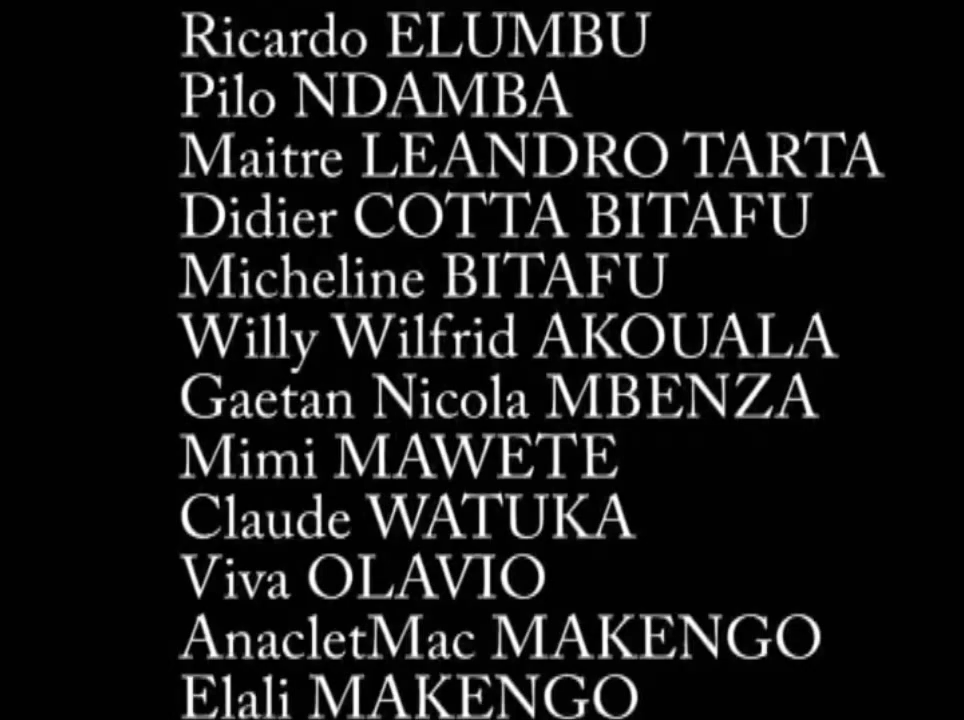 Ricardo ELUMBU
Pilo NDAMBA
Maitre LEANDRO TARTA
Didier COTTA BITAFU
Micheline BITAFU
Willy Wilfrid AKOUALA
Gaetan Nicola MBENZA
Mimi MAWETE
Claude WATUKA
Viva OLAVIO
AnacletMac MAKENGO
Elali MAKENGO